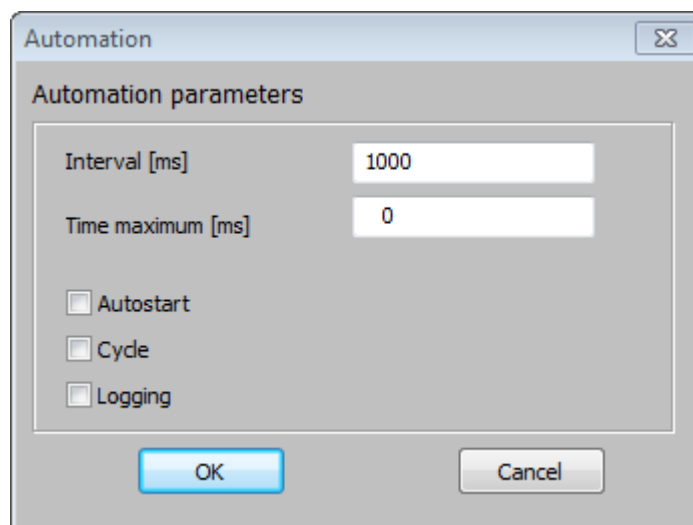 Automation
Automation parameters
Interval [ms] 1000
Time maximum [ms] 0
Autostart
Cycle
Logging
OK Cancel